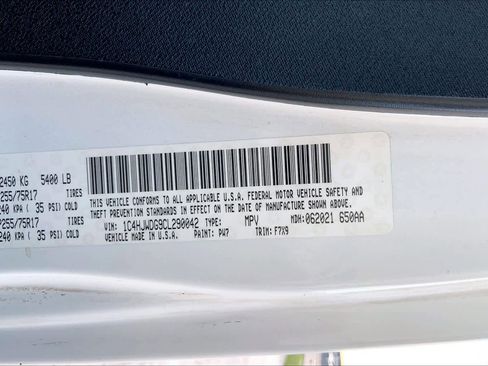 2450 KG 5400 LB
255/75R17 TIRES
240 KPA ( 35 PSI) COLD
255/75R17 TIRES
240 KPA ( 35 PSI) COLD
THIS VEHICLE CONFORMS TO ALL APPLICABLE U.S.A. FEDERAL MOTOR VEHICLE SAFETY
AND THEFT PREVENTION STANDARDS IN EFFECT ON THE DATE OF MANUFACTURE SHOWN ABOVE.
VIN: 1C4HJWDG9CL290042 TYPE: MPV MDH: 062021 650AA
MADE IN U.S.A. PAINT: PW7 TRIM: F7X9